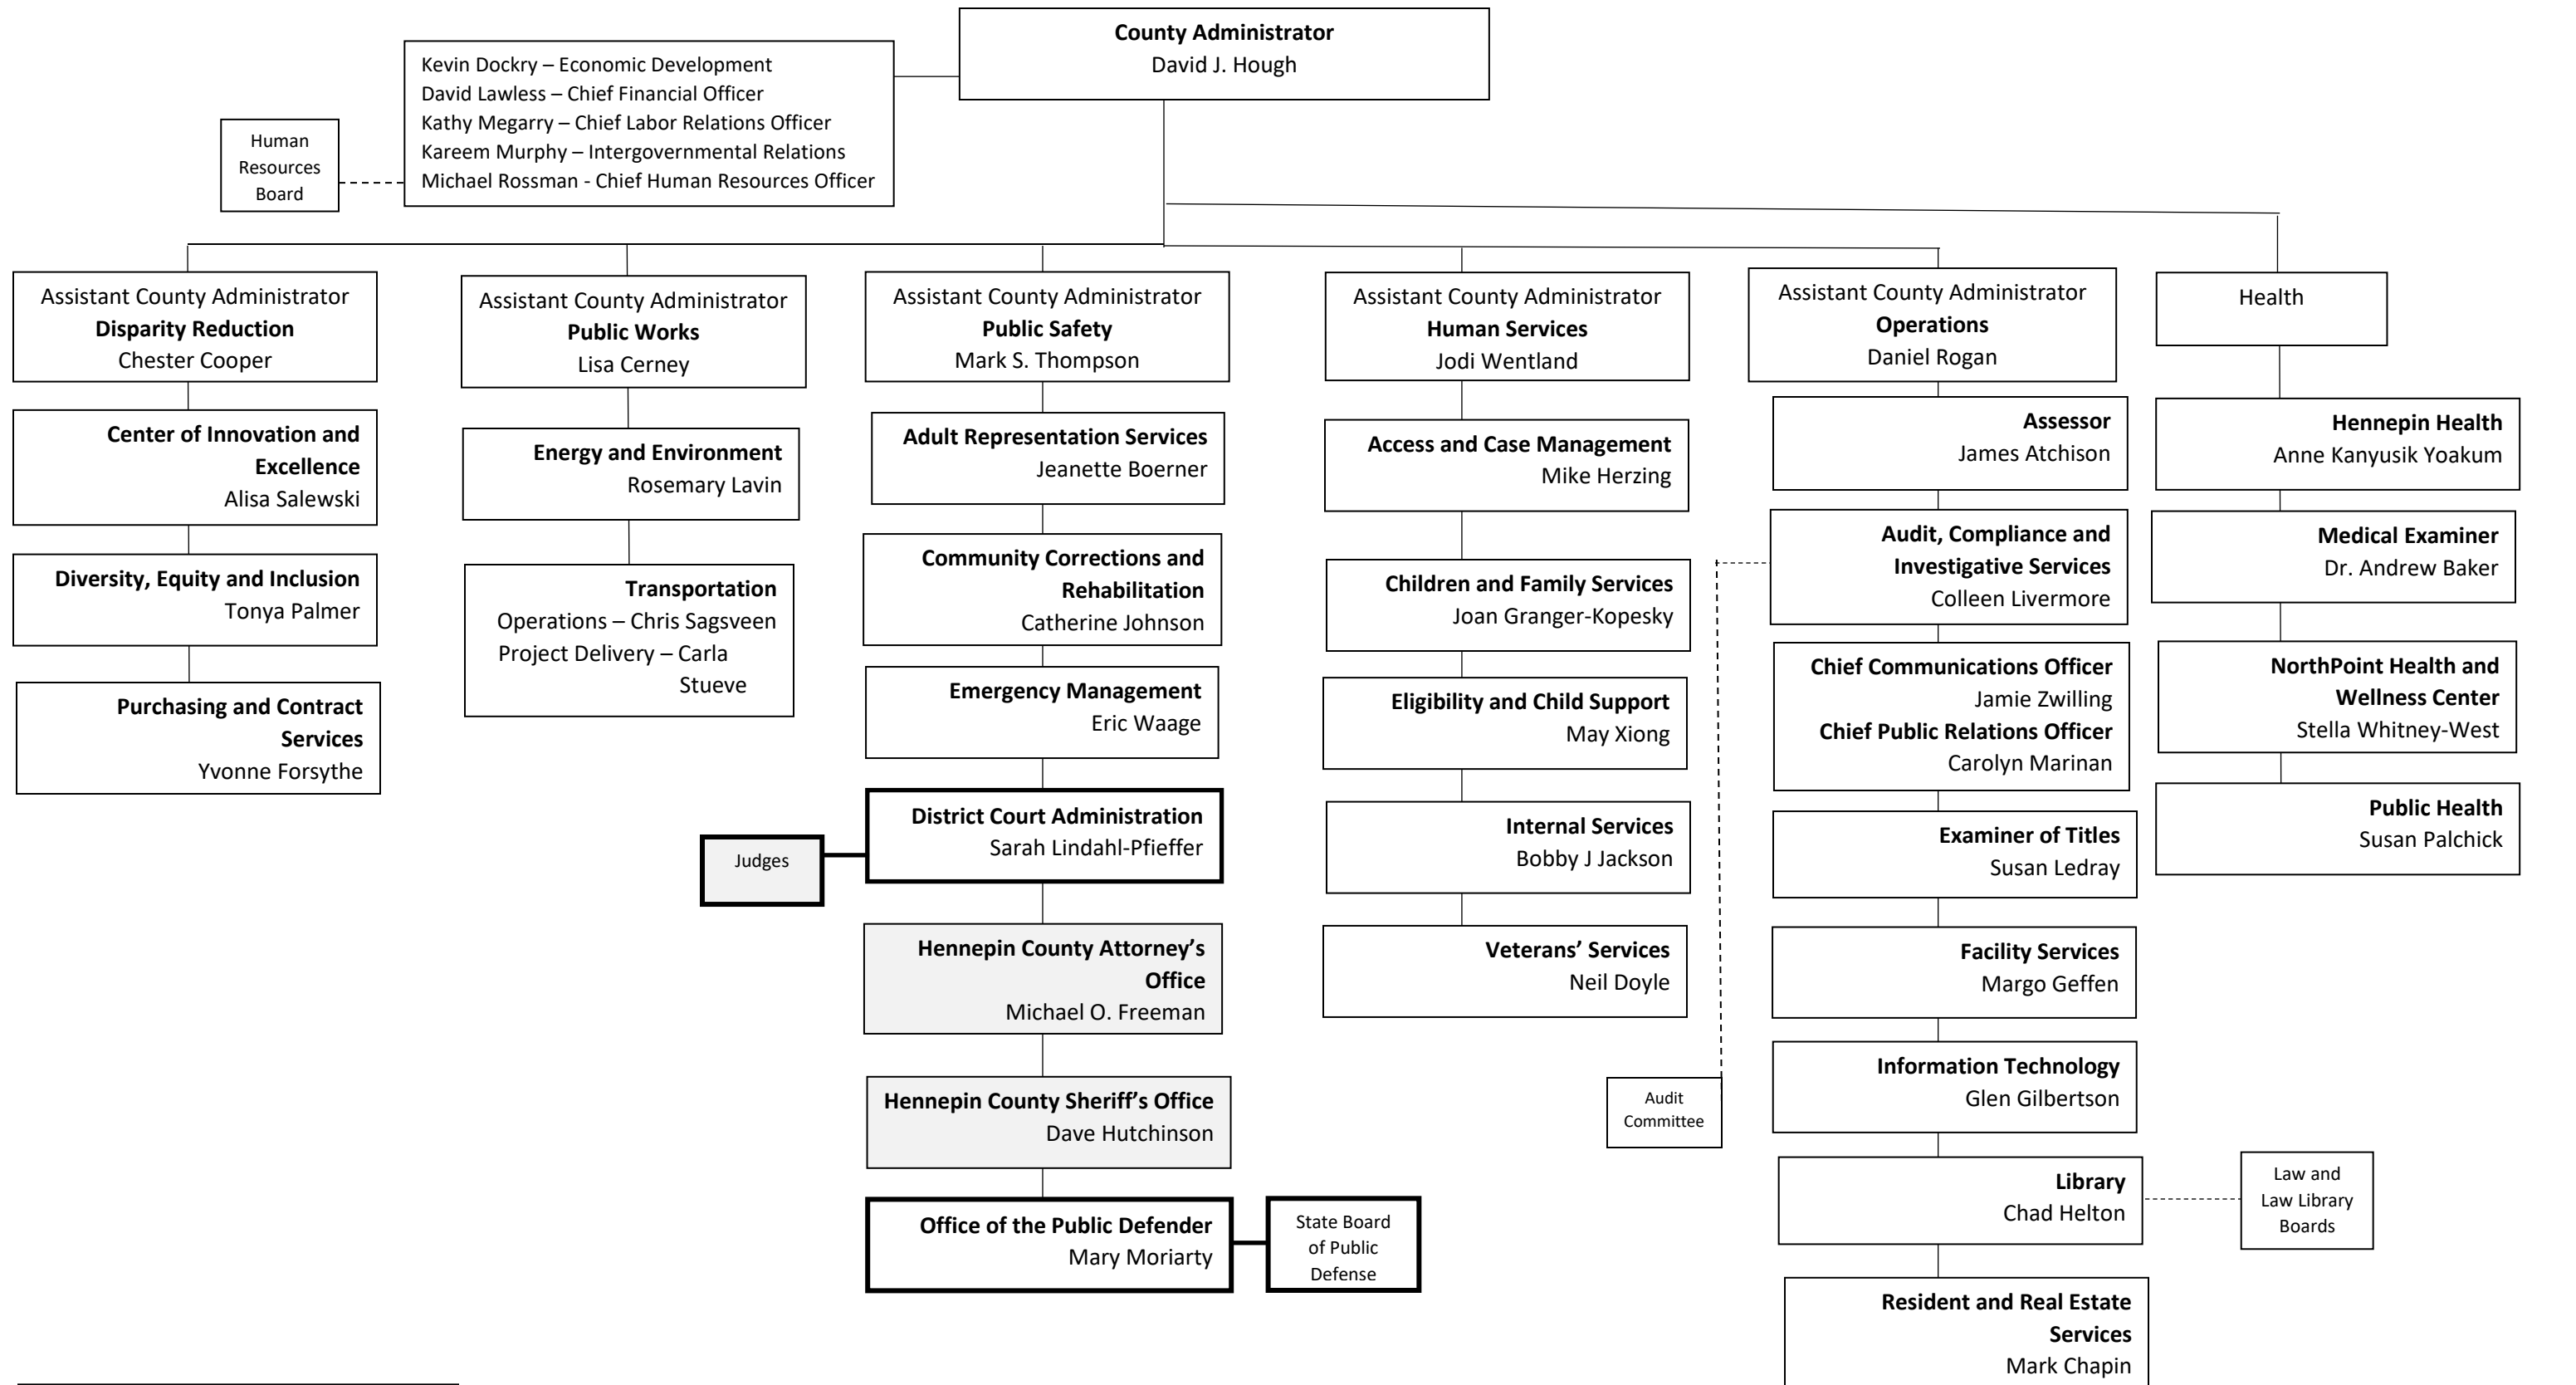 County Administrator
David J. Hough
Kevin Dockry – Economic Development
David Lawless – Chief Financial Officer
Kathy Megarry – Chief Labor Relations Officer
Kareem Murphy – Intergovernmental Relations
Michael Rossman - Chief Human Resources Officer
Human
Resources
Board
Assistant County Administrator
Disparity Reduction
Chester Cooper
Center of Innovation and
Excellence
Alisa Salewski
Diversity, Equity and Inclusion
Tonya Palmer
Purchasing and Contract
Services
Yvonne Forsythe
Assistant County Administrator
Public Works
Lisa Cerney
Energy and Environment
Rosemary Lavin
Transportation
Operations – Chris Sagsveen
Project Delivery – Carla
Stueve
Assistant County Administrator
Public Safety
Mark S. Thompson
Adult Representation Services
Jeanette Boerner
Community Corrections and
Rehabilitation
Catherine Johnson
Emergency Management
Eric Waage
District Court Administration
Sarah Lindahl-Pfieffer
Judges
Hennepin County Attorney’s
Office
Michael O. Freeman
Hennepin County Sheriff’s Office
Dave Hutchinson
Office of the Public Defender
Mary Moriarty
State Board
of Public
Defense
Assistant County Administrator
Human Services
Jodi Wentland
Access and Case Management
Mike Herzing
Children and Family Services
Joan Granger-Kopesky
Eligibility and Child Support
May Xiong
Internal Services
Bobby J Jackson
Veterans’ Services
Neil Doyle
Assistant County Administrator
Operations
Daniel Rogan
Assessor
James Atchison
Audit, Compliance and
Investigative Services
Colleen Livermore
Audit
Committee
Chief Communications Officer
Jamie Zwilling
Chief Public Relations Officer
Carolyn Marinan
Examiner of Titles
Susan Ledray
Facility Services
Margo Geffen
Information Technology
Glen Gilbertson
Library
Chad Helton
Law and
Law Library
Boards
Resident and Real Estate
Services
Mark Chapin
Health
Hennepin Health
Anne Kanyusik Yoakum
Medical Examiner
Dr. Andrew Baker
NorthPoint Health and
Wellness Center
Stella Whitney-West
Public Health
Susan Palchick